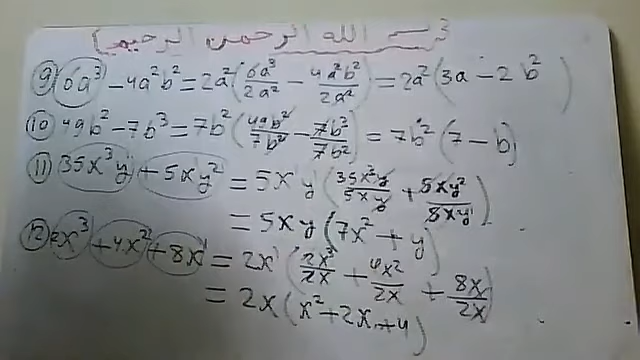 بسم الله الرحمن الرحيم
9) 6a³ - 4a²b² = 2a² (6a³/2a² - 4a²b²/2a²) = 2a² (3a - 2b²)
10) 49b² - 7b³ = 7b² (49b²/7b² - 7b³/7b²) = 7b² (7 - b)
11) 35x³y + 5xy² = 5xy (35x³y/5xy + 5xy²/5xy)
= 5xy (7x² + y)
12) 2x³ + 4x² + 8x = 2x (2x³/2x + 4x²/2x + 8x/2x)
= 2x (x² + 2x + 4)